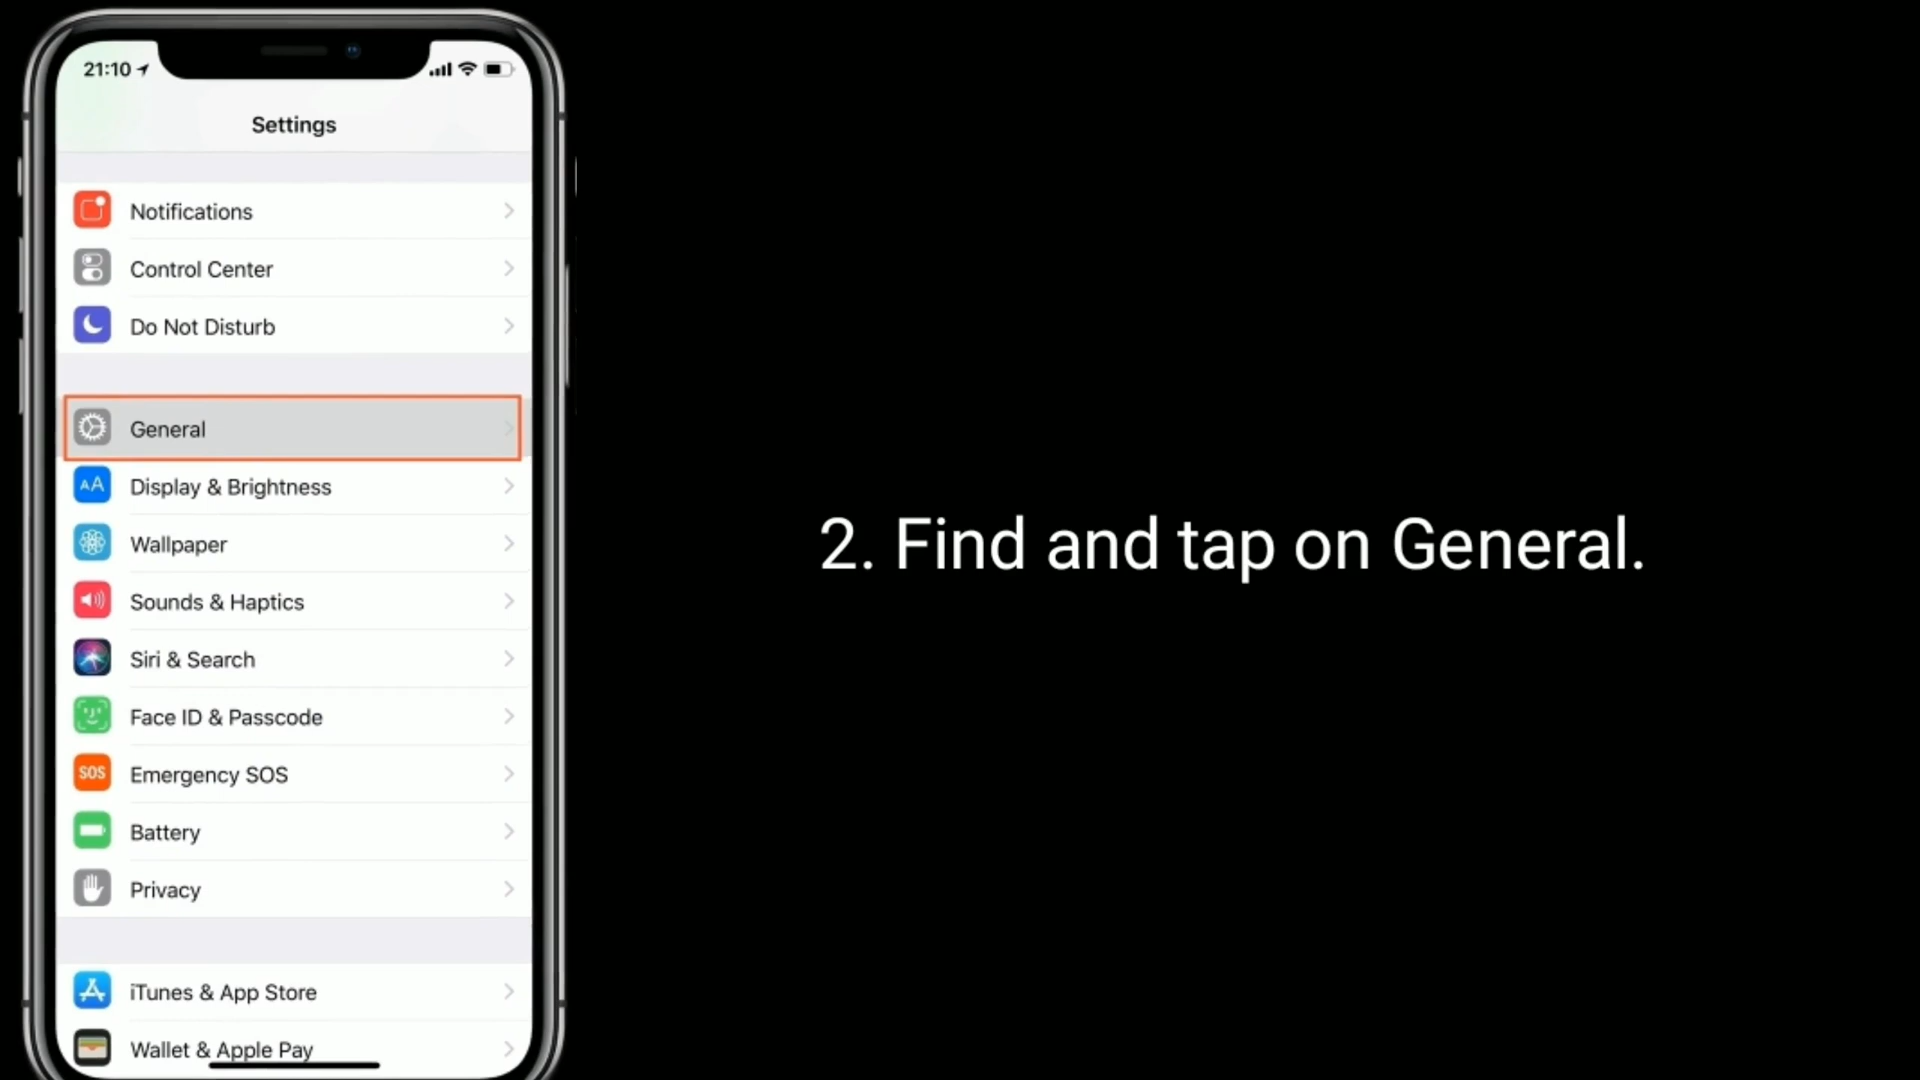 21:10
Settings
Notifications
Control Center
Do Not Disturb
General
AA
Display & Brightness
Wallpaper
Sounds & Haptics
Siri & Search
Face ID & Passcode
SOS
Emergency SOS
Battery
Privacy
iTunes & App Store
Wallet & Apple Pay
2. Find and tap on General.